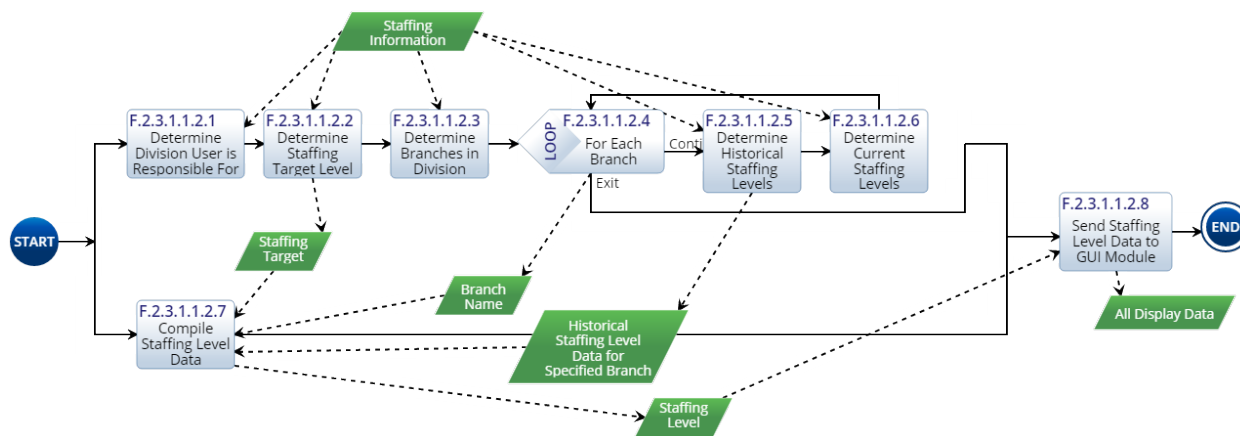 Staffing
Information
F.2.3.1.1.2.1
Determine
Division User is
Responsible For
F.2.3.1.1.2.2
Determine
Staffing
Target Level
F.2.3.1.1.2.3
Determine
Branches in
Division
LOOP
F.2.3.1.1.2.4
For Each
Branch
Conti
Exit
F.2.3.1.1.2.5
Determine
Historical
Staffing
Levels
F.2.3.1.1.2.6
Determine
Current
Staffing
Levels
START
F.2.3.1.1.2.8
Send Staffing
Level Data to
GUI Module
END
Staffing
Target
Branch
Name
All Display Data
F.2.3.1.1.2.7
Compile
Staffing Level
Data
Historical
Staffing Level
Data for
Specified Branch
Staffing
Level